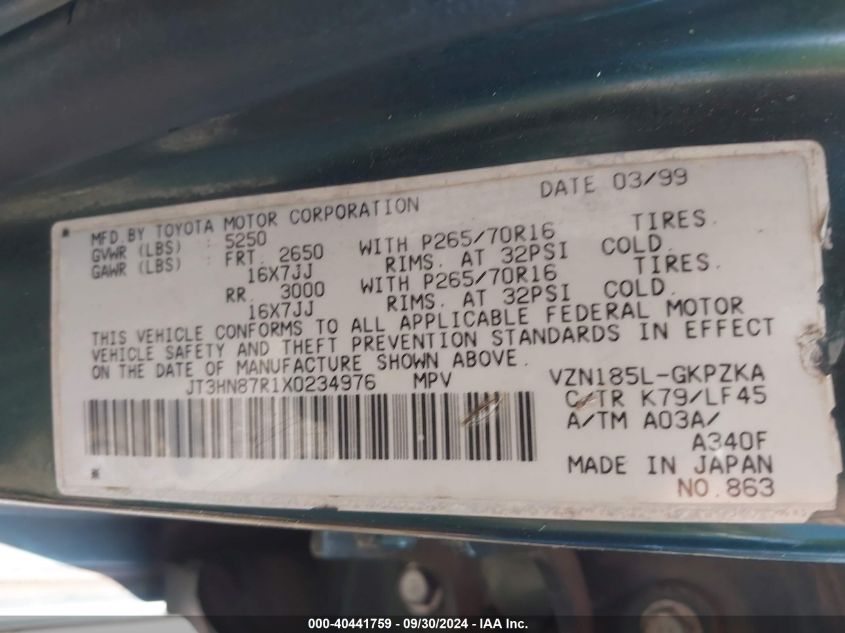 DATE 03/99
MFD. BY TOYOTA MOTOR CORPORATION
GVWR (LBS) : 5250
GAWR (LBS) : FRT. 2650 WITH P265/70R16 TIRES.
16X7JJ RIMS. AT 32PSI COLD.
RR. 3000 WITH P265/70R16 TIRES.
16X7JJ RIMS. AT 32PSI COLD.
THIS VEHICLE CONFORMS TO ALL APPLICABLE FEDERAL MOTOR
VEHICLE SAFETY AND THEFT PREVENTION STANDARDS IN EFFECT
ON THE DATE OF MANUFACTURE SHOWN ABOVE.
JT3HN87R1X0234976 MPV VZN185L-GKPZKA
C/TR K79/LF45
A/TM A03A/
A340F
MADE IN JAPAN
NO.863
000-40441759 - 09/30/2024 - IAA Inc.